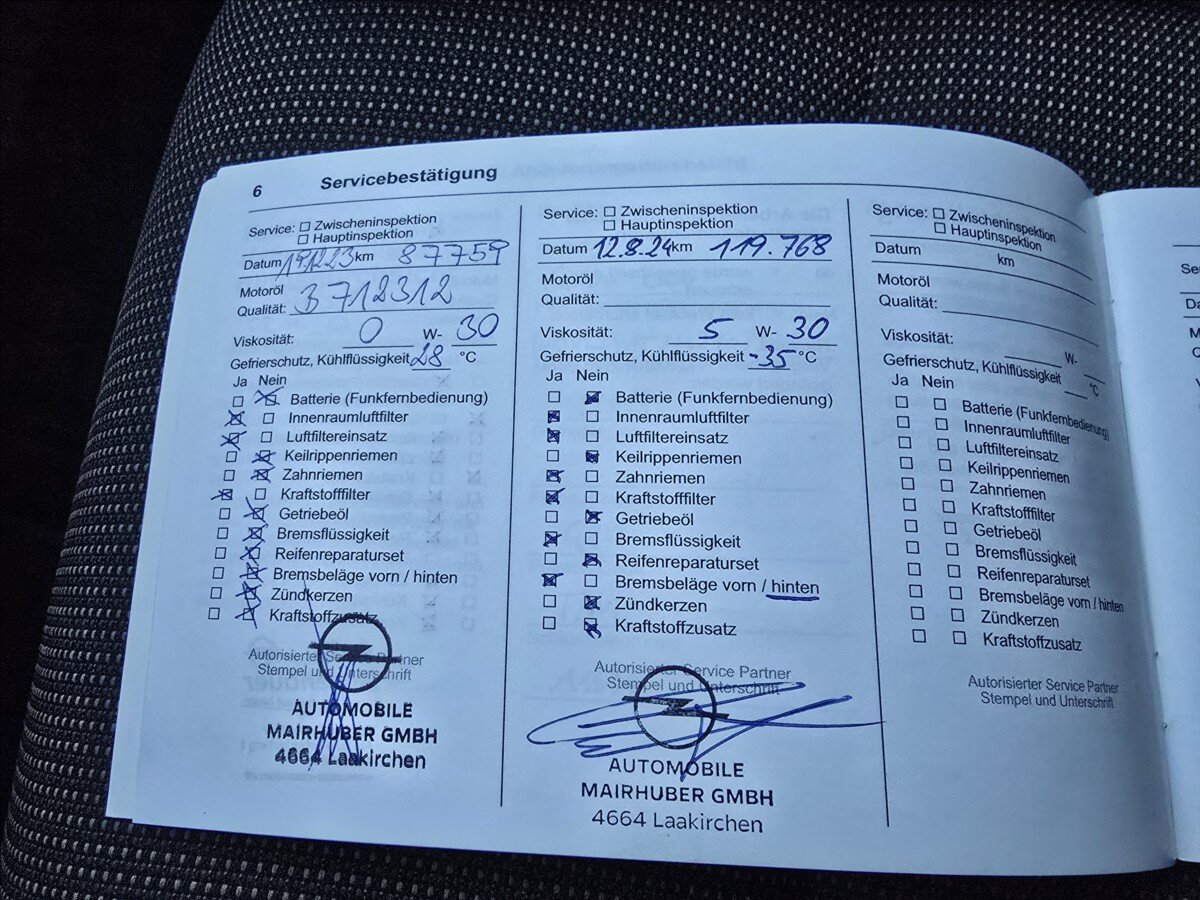 6 Servicebestätigung
Service: ☐ Zwischeninspektion
☐ Hauptinspektion
Datum 191223 km 87759
Motoröl
Qualität: B712312
Viskosität: 0 W- 30
Gefrierschutz, Kühlflüssigkeit 28 °C
Ja Nein
☐ ☒ Batterie (Funkfernbedienung)
☒ ☐ Innenraumluftfilter
☒ ☐ Luftfiltereinsatz
☐ ☒ Keilrippenriemen
☐ ☒ Zahnriemen
☒ ☐ Kraftstofffilter
☐ ☒ Getriebeöl
☐ ☒ Bremsflüssigkeit
☐ ☒ Reifenreparaturset
☐ ☒ Bremsbeläge vorn / hinten
☐ ☒ Zündkerzen
☐ ☒ Kraftstoffzusatz
Autorisierter Service Partner
Stempel und Unterschrift
AUTOMOBILE
MAIRHUBER GMBH
4664 Laakirchen
Service: ☐ Zwischeninspektion
☐ Hauptinspektion
Datum 12.8.24 km 119.768
Motoröl
Qualität:
Viskosität: 5 W- 30
Gefrierschutz, Kühlflüssigkeit -35 °C
Ja Nein
☐ ☒ Batterie (Funkfernbedienung)
☒ ☐ Innenraumluftfilter
☒ ☐ Luftfiltereinsatz
☐ ☒ Keilrippenriemen
☒ ☐ Zahnriemen
☒ ☐ Kraftstofffilter
☐ ☒ Getriebeöl
☒ ☐ Bremsflüssigkeit
☐ ☒ Reifenreparaturset
☒ ☐ Bremsbeläge vorn / hinten
☐ ☒ Zündkerzen
☐ ☒ Kraftstoffzusatz
Autorisierter Service Partner
Stempel und Unterschrift
AUTOMOBILE
MAIRHUBER GMBH
4664 Laakirchen
Service: ☐ Zwischeninspektion
☐ Hauptinspektion
Datum km
Motoröl
Qualität:
Viskosität: W-
Gefrierschutz, Kühlflüssigkeit °C
Ja Nein
☐ ☐ Batterie (Funkfernbedienung)
☐ ☐ Innenraumluftfilter
☐ ☐ Luftfiltereinsatz
☐ ☐ Keilrippenriemen
☐ ☐ Zahnriemen
☐ ☐ Kraftstofffilter
☐ ☐ Getriebeöl
☐ ☐ Bremsflüssigkeit
☐ ☐ Reifenreparaturset
☐ ☐ Bremsbeläge vorn / hinten
☐ ☐ Zündkerzen
☐ ☐ Kraftstoffzusatz
Autorisierter Service Partner
Stempel und Unterschrift